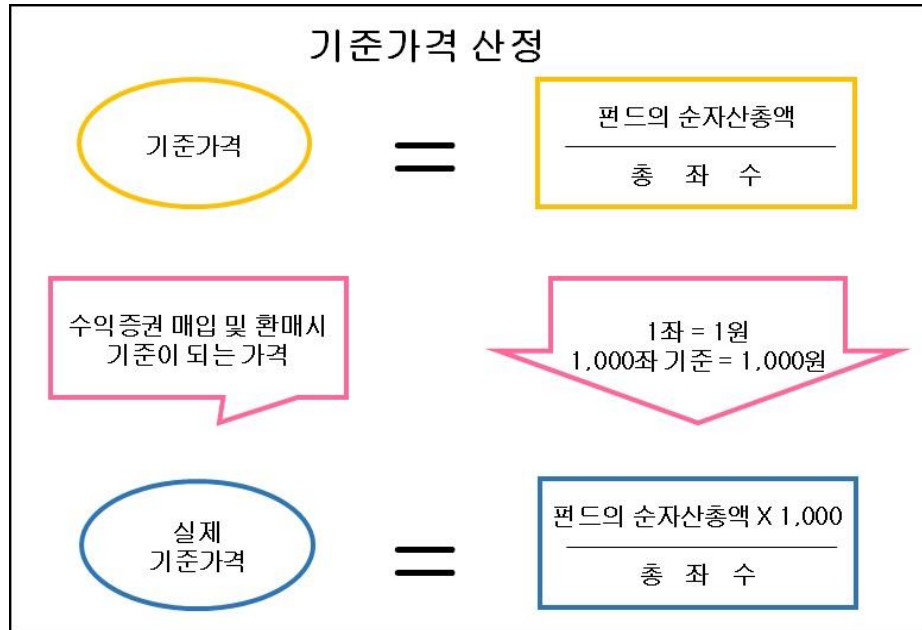 기준가격 산정
기준가격
=
펀드의 순자산총액
총 좌 수
수익증권 매입 및 환매시
기준이 되는 가격
1좌 = 1원
1,000좌 기준 = 1,000원
실제
기준가격
=
펀드의 순자산총액 X 1,000
총 좌 수